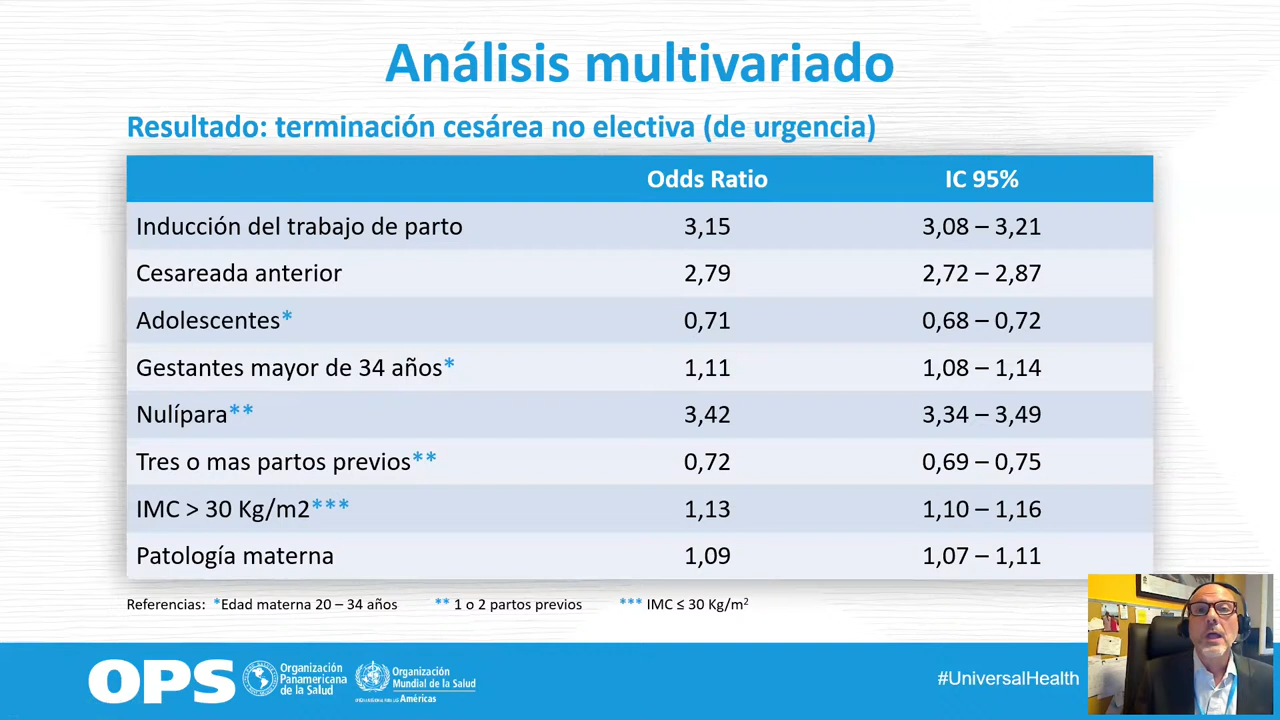 Análisis multivariado
Resultado: terminación cesárea no electiva (de urgencia)
Odds Ratio IC 95%
Inducción del trabajo de parto 3,15 3,08 – 3,21
Cesareada anterior 2,79 2,72 – 2,87
Adolescentes* 0,71 0,68 – 0,72
Gestantes mayor de 34 años* 1,11 1,08 – 1,14
Nulípara** 3,42 3,34 – 3,49
Tres o mas partos previos** 0,72 0,69 – 0,75
IMC > 30 Kg/m2*** 1,13 1,10 – 1,16
Patología materna 1,09 1,07 – 1,11
Referencias: *Edad materna 20 – 34 años ** 1 o 2 partos previos *** IMC ≤ 30 Kg/m²
OPS
Organización
Panamericana
de la Salud
Organización
Mundial de la Salud
Américas
#UniversalHealth